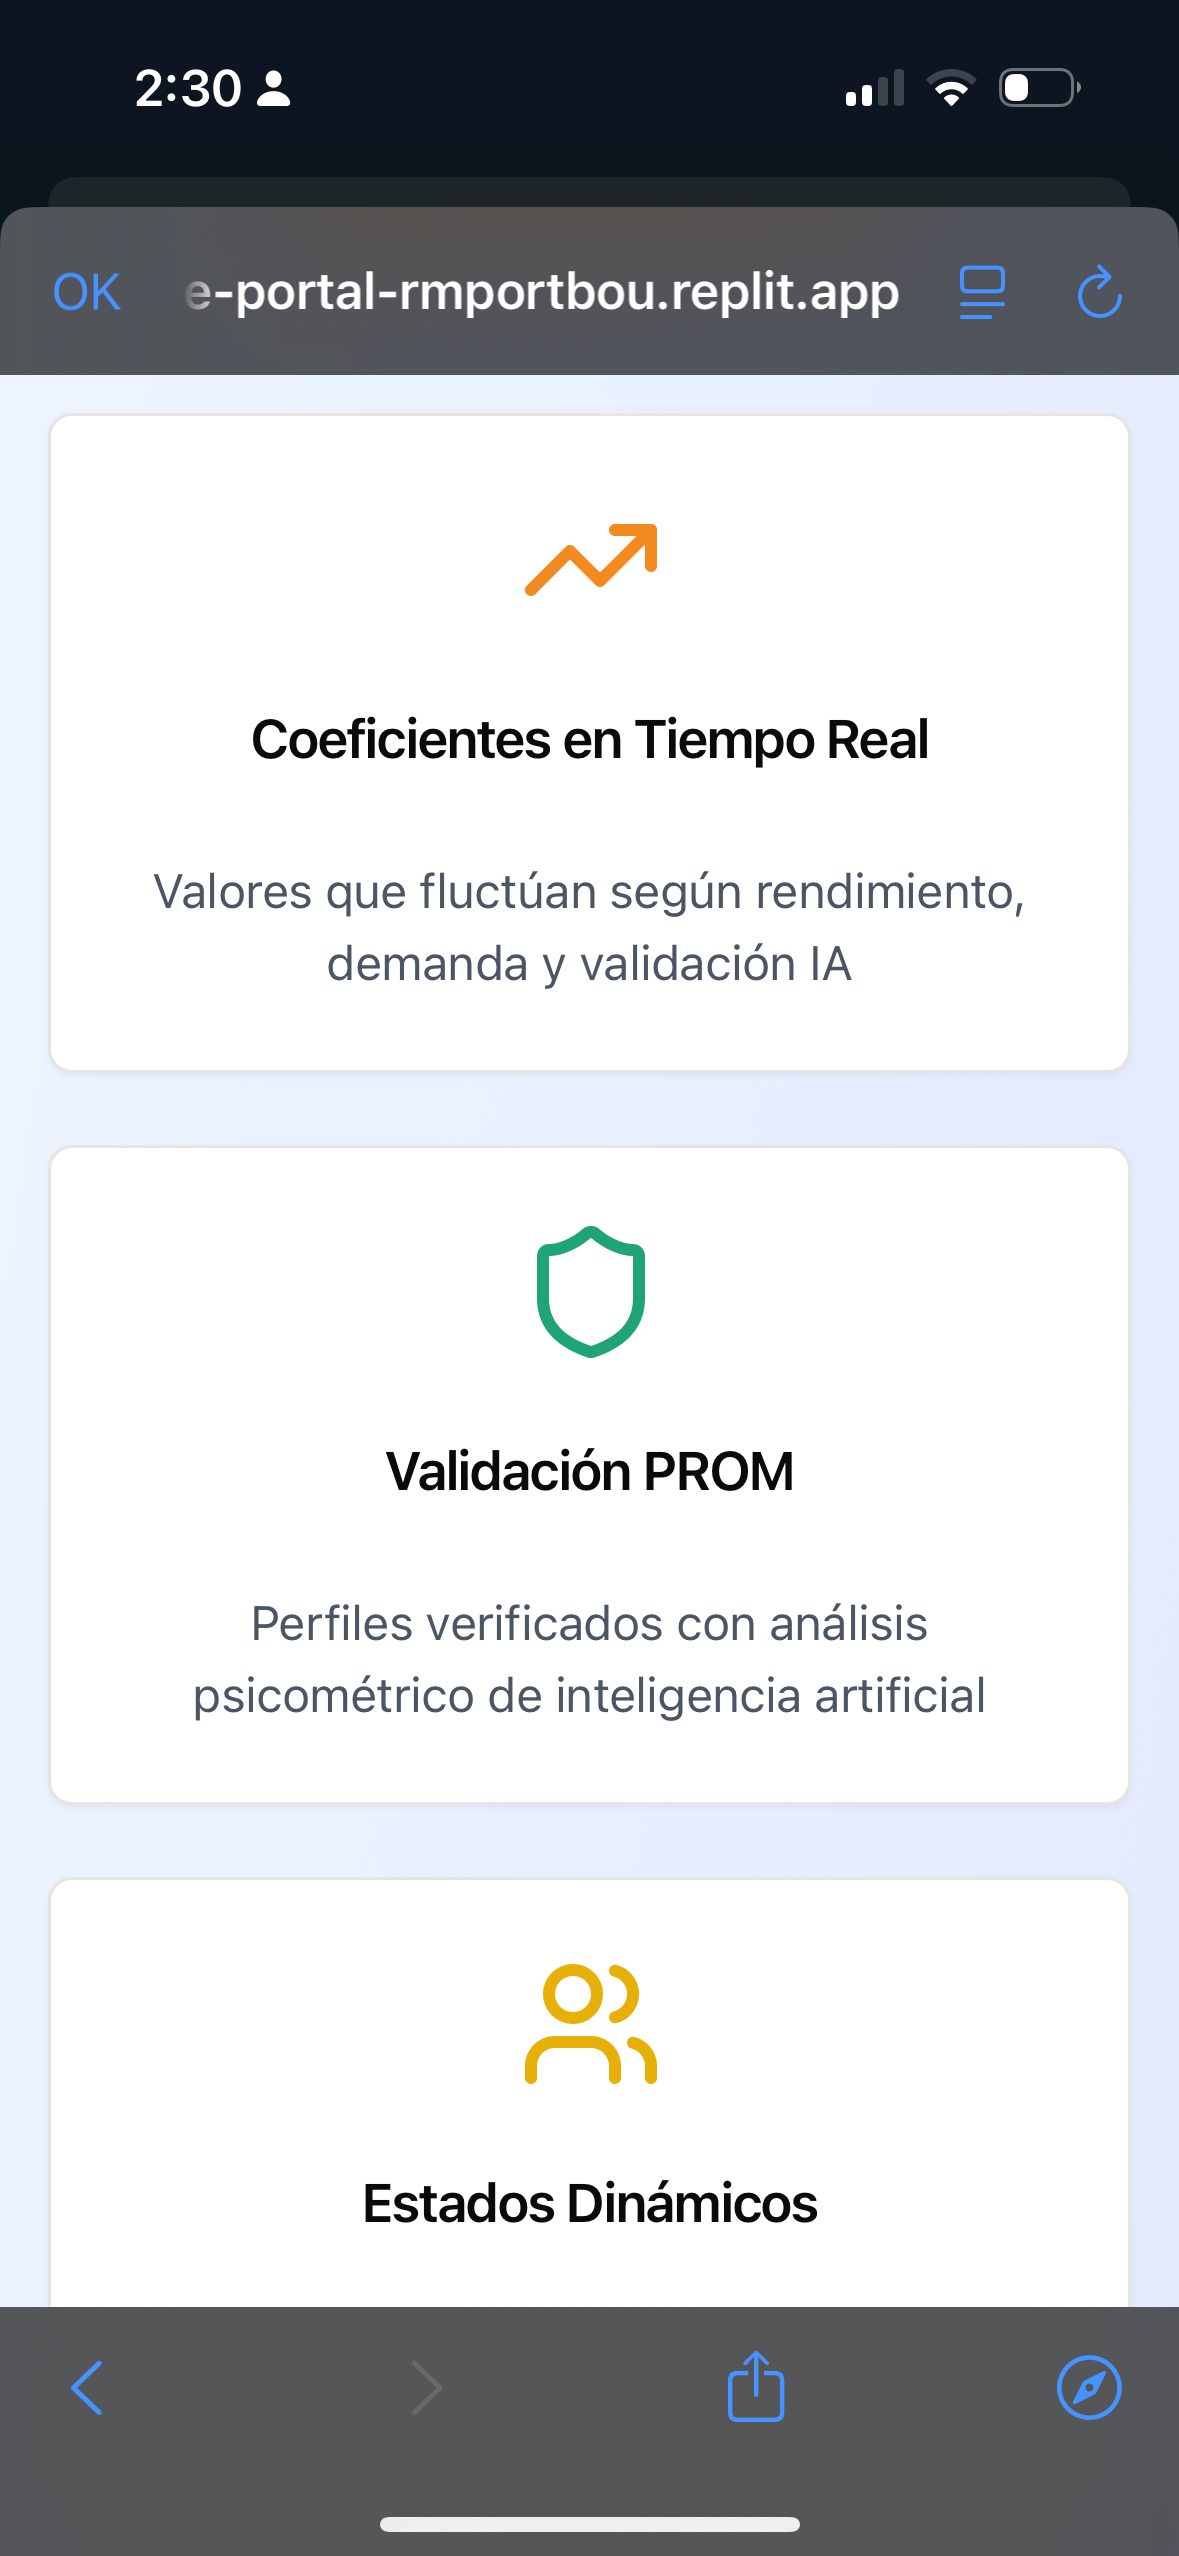 2:30
OK
e-portal-rmportbou.replit.app
Coeficientes en Tiempo Real
Valores que fluctúan según rendimiento,
demanda y validación IA
Validación PROM
Perfiles verificados con análisis
psicométrico de inteligencia artificial
Estados Dinámicos